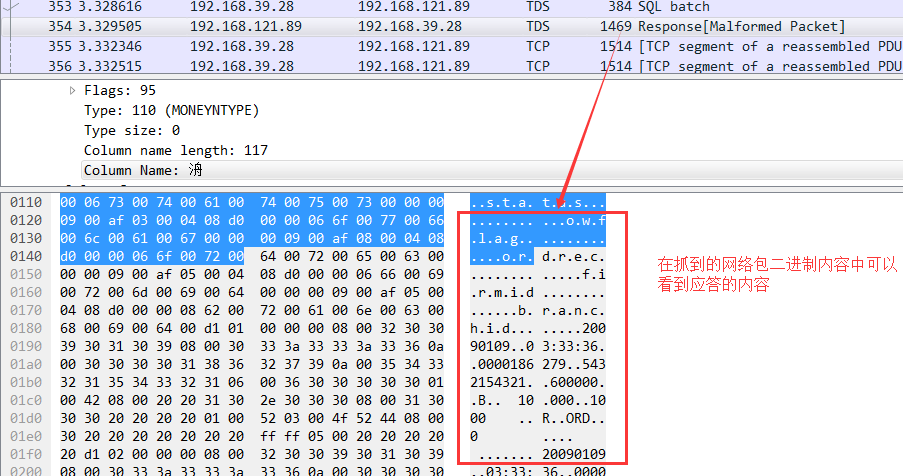 353 3.328616 192.168.39.28 192.168.121.89 TDS 384 SQL batch
354 3.329505 192.168.39.28 192.168.121.89 TDS 1469 Response[Malformed Packet]
355 3.332346 192.168.39.28 192.168.121.89 TCP 1514 [TCP segment of a reassembled PDU
356 3.332515 192.168.39.28 192.168.121.89 TCP 1514 [TCP segment of a reassembled PDU
Flags: 95
Type: 110 (MONEYNTYPE)
Type size: 0
Column name length: 117
Column Name:
0110 00 06 73 00 74 00 61 00 74 00 75 00 73 00 00 00 ..s.t.a. t.u.s...
0120 09 00 af 03 00 04 08 d0 00 00 06 6f 00 77 00 66 ........ ...o.w.f
0130 00 6c 00 61 00 67 00 00 00 09 00 af 08 00 04 08 .l.a.g.. ........
0140 d0 00 00 06 6f 00 72 00 64 00 72 00 65 00 63 00 ....o.r. d.r.e.c.
0150 00 00 09 00 af 05 00 04 08 d0 00 00 06 66 00 69 ........ .....f.i
0160 00 72 00 6d 00 69 00 64 00 00 00 09 00 af 05 00 .r.m.i.d ........
0170 04 08 d0 00 00 08 62 00 72 00 61 00 6e 00 63 00 ......b. r.a.n.c.
0180 68 00 69 00 64 00 d1 01 00 00 00 08 00 32 30 30 h.i.d... .....200
0190 39 30 31 30 39 08 00 30 33 3a 33 33 3a 33 36 0a 90109..0 3:33:36.
01a0 00 30 30 30 30 31 38 36 32 37 39 0a 00 35 34 33 .0000186 279..543
01b0 32 31 35 34 33 32 31 06 00 36 30 30 30 30 30 01 2154321. .600000.
01c0 00 42 08 00 20 20 31 30 2e 30 30 30 08 00 31 30 .B..  10 .000..10
01d0 30 30 20 20 20 20 01 00 52 03 00 4f 52 44 08 00 00    .. R..ORD..
01e0 30 20 20 20 20 20 20 20 ff ff 05 00 20 20 20 20 0        ....
01f0 20 d1 02 00 00 00 08 00 32 30 30 39 30 31 30 39  ....... 20090109
0200 08 00 30 33 3a 33 33 3a 33 36 0a 00 30 30 30 30 ..03:33: 36..0000
在抓到的网络包二进制内容中可以
看到应答的内容